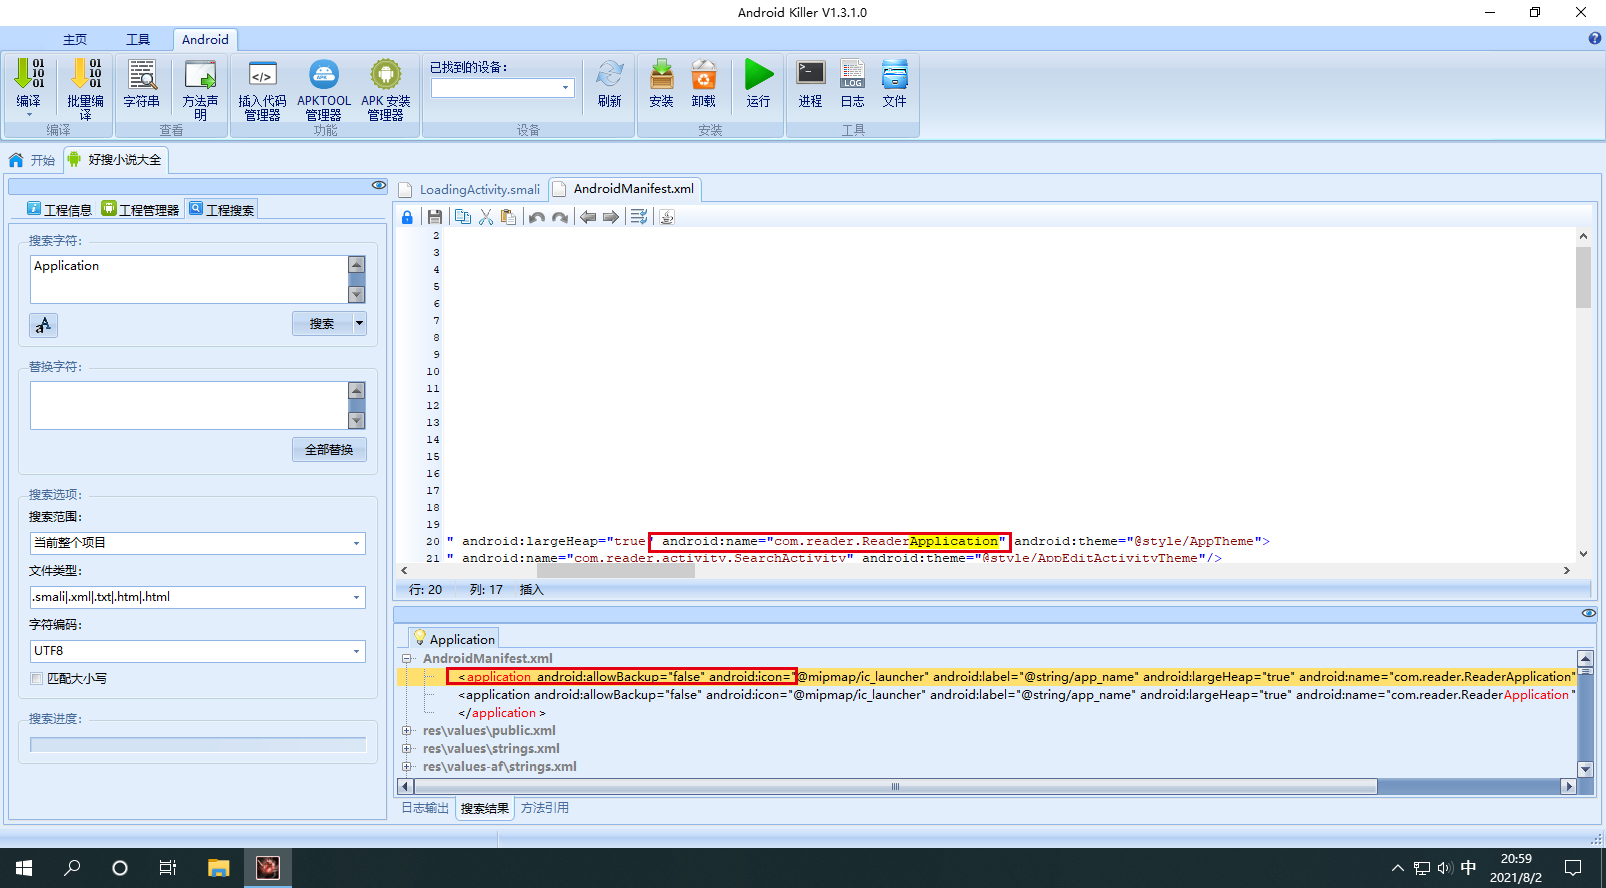 Android Killer V1.3.1.0
主页
工具
Android
编译
批量编译
编译
字符串
方法声明
查看
插入代码管理器
APKTOOL管理器
APK 安装管理器
功能
已找到的设备:
刷新
设备
安装
卸载
运行
安装
进程
日志
文件
工具
开始
好搜小说大全
工程信息
工程管理器
工程搜索
搜索字符:
Application
搜索
替换字符:
全部替换
搜索选项:
搜索范围:
当前整个项目
文件类型:
.smali|.xml|.txt|.htm|.html
字符编码:
UTF8
匹配大小写
搜索进度:
LoadingActivity.smali
AndroidManifest.xml
2
3
4
5
6
7
8
9
10
11
12
13
14
15
16
17
18
19
20 " android:largeHeap="true" android:name="com.reader.ReaderApplication" android:theme="@style/AppTheme">
21 " android:name="com.reader.activity.SearchActivity" android:theme="@style/AppEditActivityTheme"/>
行: 20
列: 17
插入
Application
AndroidManifest.xml
<application android:allowBackup="false" android:icon="@mipmap/ic_launcher" android:label="@string/app_name" android:largeHeap="true" android:name="com.reader.ReaderApplication"
<application android:allowBackup="false" android:icon="@mipmap/ic_launcher" android:label="@string/app_name" android:largeHeap="true" android:name="com.reader.ReaderApplication"
</application>
res\values\public.xml
res\values\strings.xml
res\values-af\strings.xml
日志输出
搜索结果
方法引用
中
20:59
2021/8/2